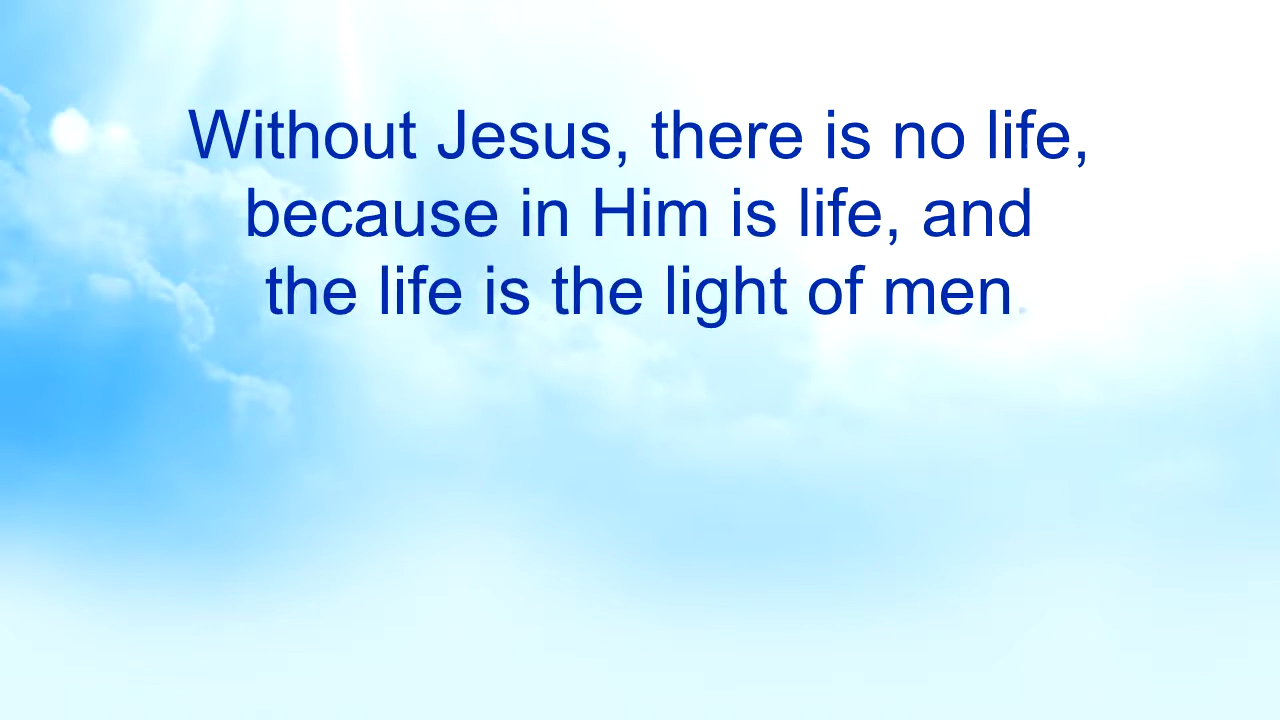 Without Jesus, there is no life,
because in Him is life, and
the life is the light of men.